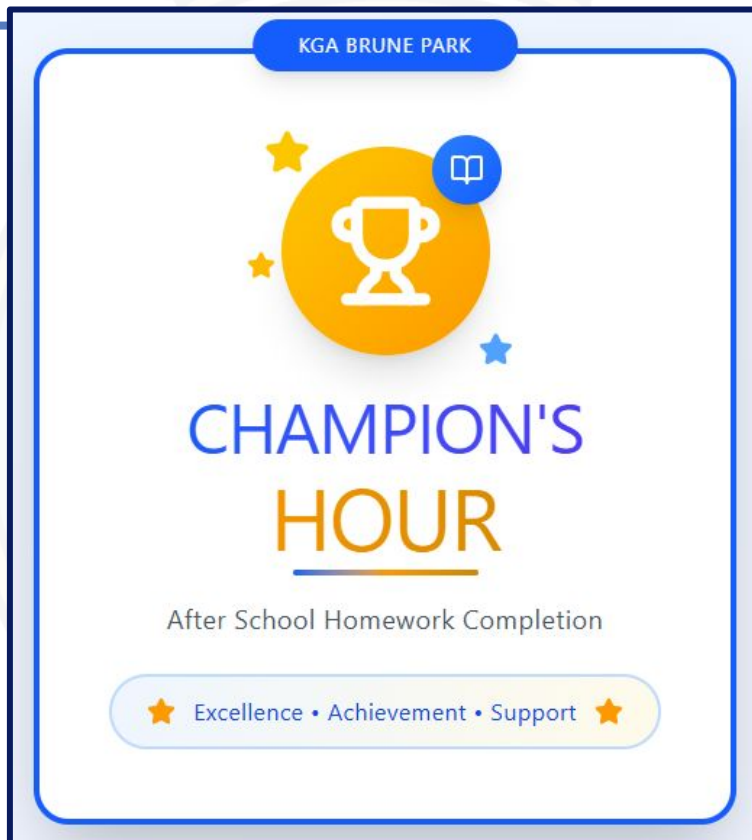 KGA BRUNE PARK
CHAMPION'S
HOUR
After School Homework Completion
Excellence • Achievement • Support